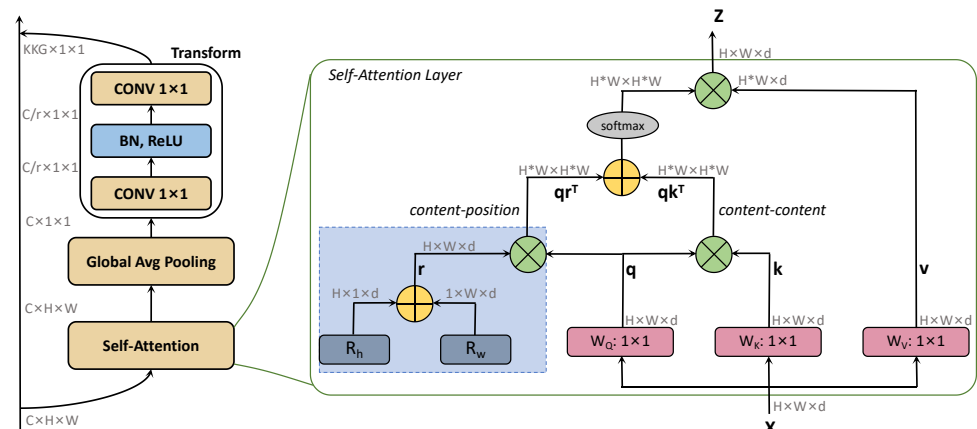 KKG×1×1
Transform
CONV 1×1
C/r×1×1
BN, ReLU
C/r×1×1
CONV 1×1
C×1×1
Global Avg Pooling
C×H×W
Self-Attention
C×H×W
Z
H×W×d
Self-Attention Layer
H*W×H*W
H*W×d
softmax
H*W×H*W
H*W×H*W
qrᵀ
qkᵀ
content-position
content-content
H×W×d
r
q
k
v
H×1×d
1×W×d
H×W×d
H×W×d
H×W×d
R_h
R_w
W_Q: 1×1
W_K: 1×1
W_V: 1×1
H×W×d
X